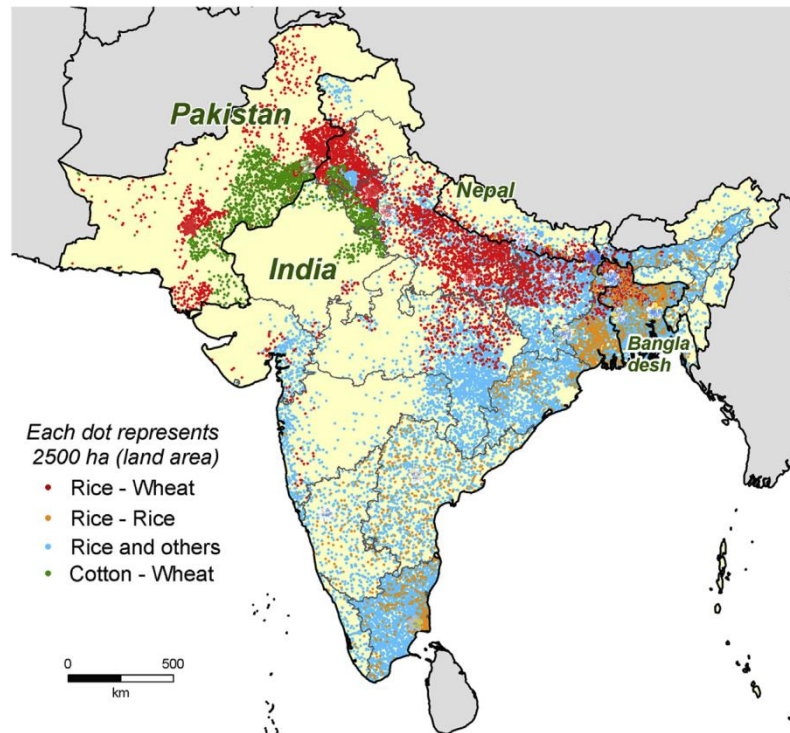 Pakistan
Nepal
India
Bangla
desh
Each dot represents
2500 ha (land area)
Rice - Wheat
Rice - Rice
Rice and others
Cotton - Wheat
0 500
km